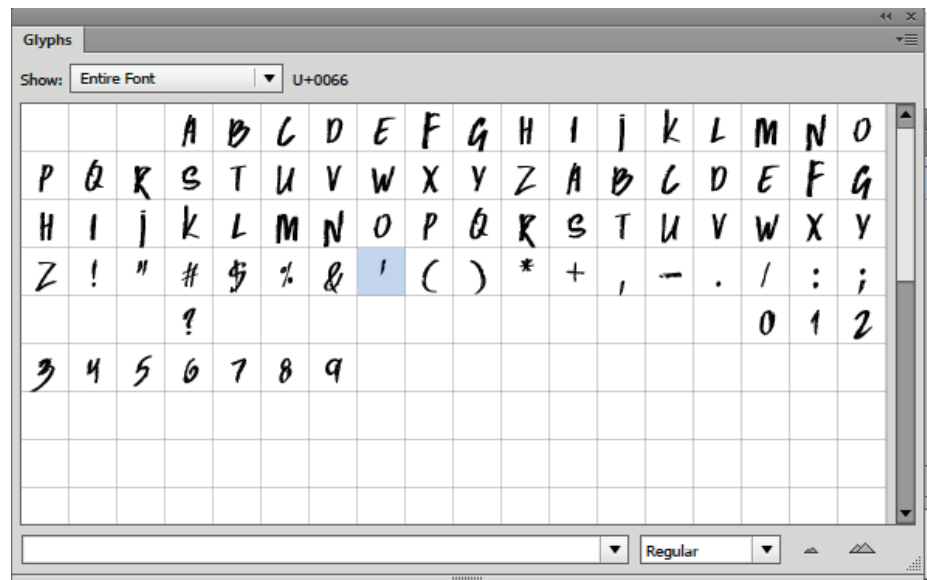 Glyphs
Show: Entire Font U+0066
A B C D E F G H I J K L M N O
P Q R S T U V W X Y Z A B C D E F G
H I J K L M N O P Q R S T U V W X Y
Z ! " # $ % & ' ( ) * + , - . / : ;
? 0 1 2
3 4 5 6 7 8 9
Regular